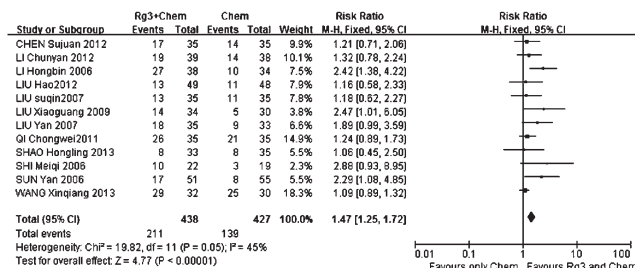 Rg3+Chem Chem Risk Ratio Risk Ratio
Study or Subgroup Events Total Events Total Weight M-H, Fixed, 95% CI M-H, Fixed, 95% CI
CHEN Sujuan 2012 17 35 14 35 9.9% 1.21 [0.71, 2.06]
LI Chunyan 2012 19 39 14 38 10.1% 1.32 [0.78, 2.24]
LI Hongbin 2006 27 38 10 34 7.5% 2.42 [1.38, 4.22]
LIU Hao2012 13 49 11 48 7.9% 1.16 [0.58, 2.33]
LIU suqin2007 13 35 11 35 7.8% 1.18 [0.62, 2.27]
LIU Xiaoguang 2009 14 34 5 30 3.8% 2.47 [1.01, 6.05]
LIU Yan 2007 18 35 9 33 6.6% 1.89 [0.99, 3.59]
QI Chongwei2011 26 35 21 35 14.9% 1.24 [0.89, 1.73]
SHAO Hongling 2013 8 33 8 35 5.5% 1.06 [0.45, 2.50]
SHI Meiqi 2006 10 22 3 19 2.3% 2.88 [0.93, 8.95]
SUN Yan 2006 17 51 8 55 5.5% 2.29 [1.08, 4.85]
WANG Xinqiang 2013 29 32 25 30 18.3% 1.09 [0.89, 1.32]
Total (95% CI) 438 427 100.0% 1.47 [1.25, 1.72]
Total events 211 139
Heterogeneity: Chi² = 19.82, df = 11 (P = 0.05); I² = 45%
Test for overall effect: Z = 4.77 (P < 0.00001)
0.01 0.1 1 10 100
Favours only Chem Favours Rg3 and Chem